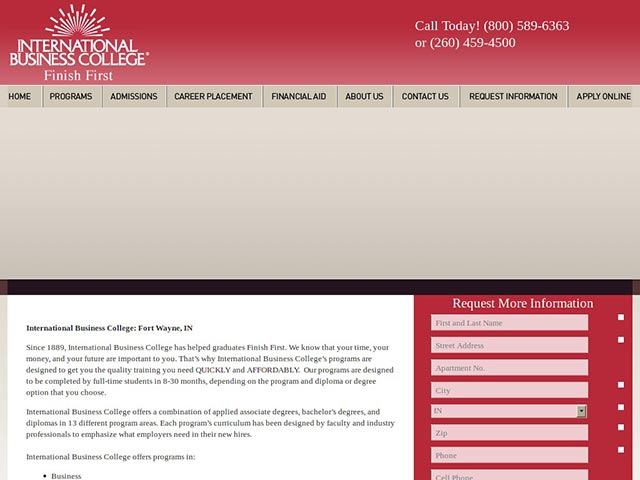 INTERNATIONAL
BUSINESS COLLEGE®
Finish First
Call Today! (800) 589-6363
or (260) 459-4500
HOME
PROGRAMS
ADMISSIONS
CAREER PLACEMENT
FINANCIAL AID
ABOUT US
CONTACT US
REQUEST INFORMATION
APPLY ONLINE
International Business College: Fort Wayne, IN
Since 1889, International Business College has helped graduates Finish First. We know that your time, your
money, and your future are important to you. That's why International Business College's programs are
designed to get you the quality training you need QUICKLY and AFFORDABLY.  Our programs are designed
to be completed by full-time students in 8-30 months, depending on the program and diploma or degree
option that you choose.
International Business College offers a combination of applied associate degrees, bachelor's degrees, and
diplomas in 13 different program areas. Each program's curriculum has been designed by faculty and industry
professionals to emphasize what employers need in their new hires.
International Business College offers programs in:
• Business
Request More Information
First and Last Name
Street Address
Apartment No.
City
IN
Zip
Phone
Cell Phone